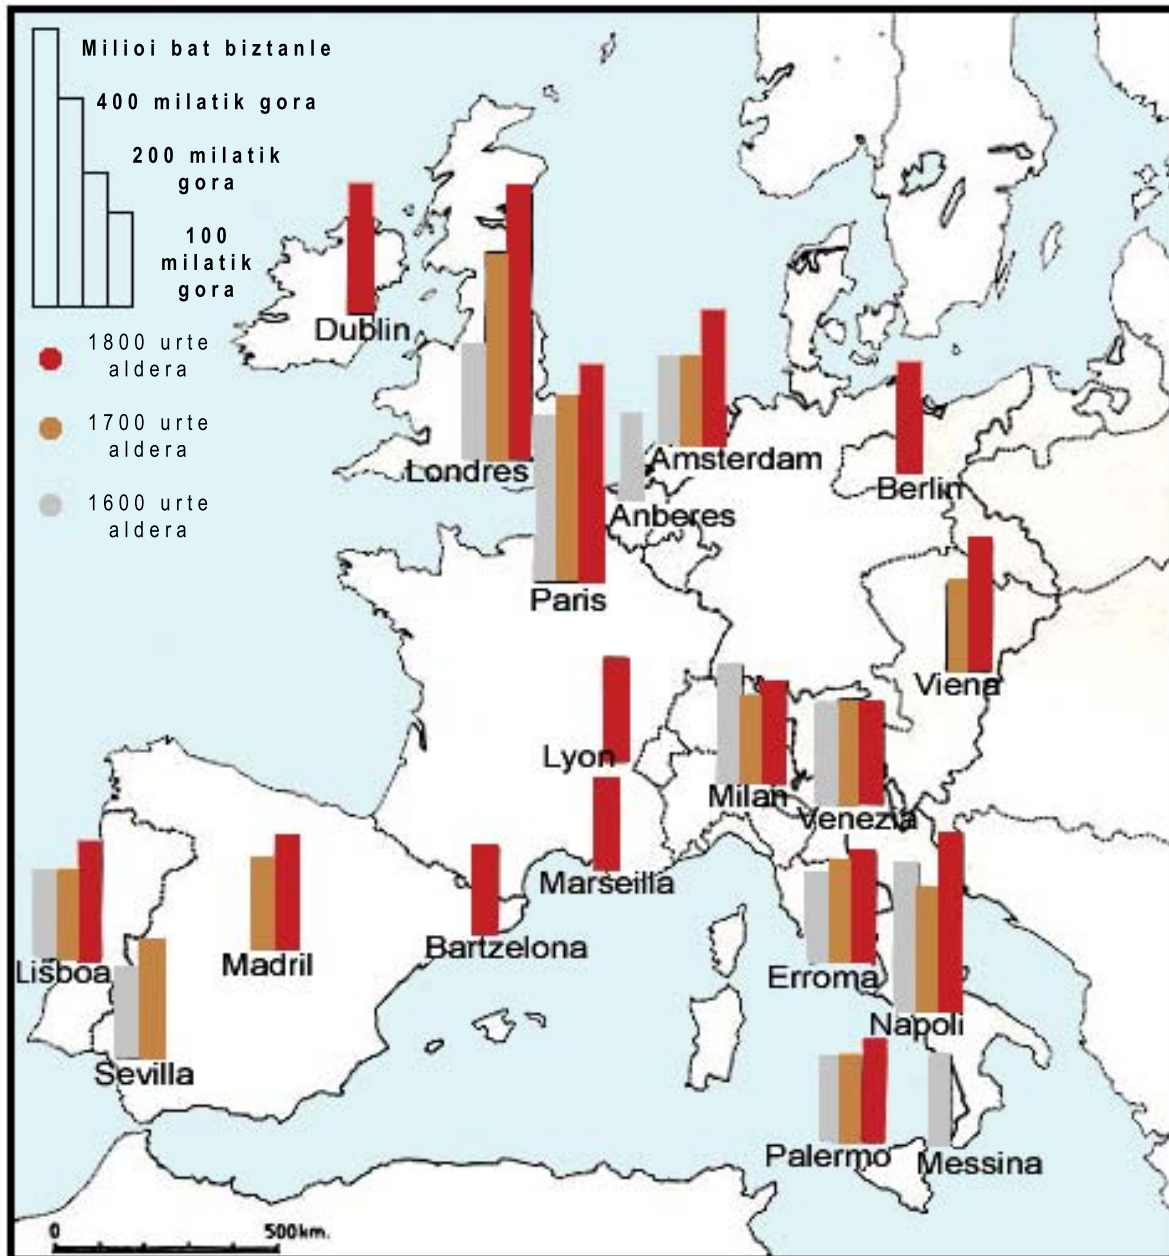 Milioi bat biztanle
400 milatik gora
200 milatik
gora
100
milatik
gora
1800 urte
aldera
1700 urte
aldera
1600 urte
aldera
Dublin
Londres
Amsterdam
Berlin
Anberes
Paris
Viena
Lyon
Milan
Venezia
Marseilla
Bartzelona
Lisboa
Madril
Erroma
Napoli
Sevilla
Palermo
Messina
0
500km.